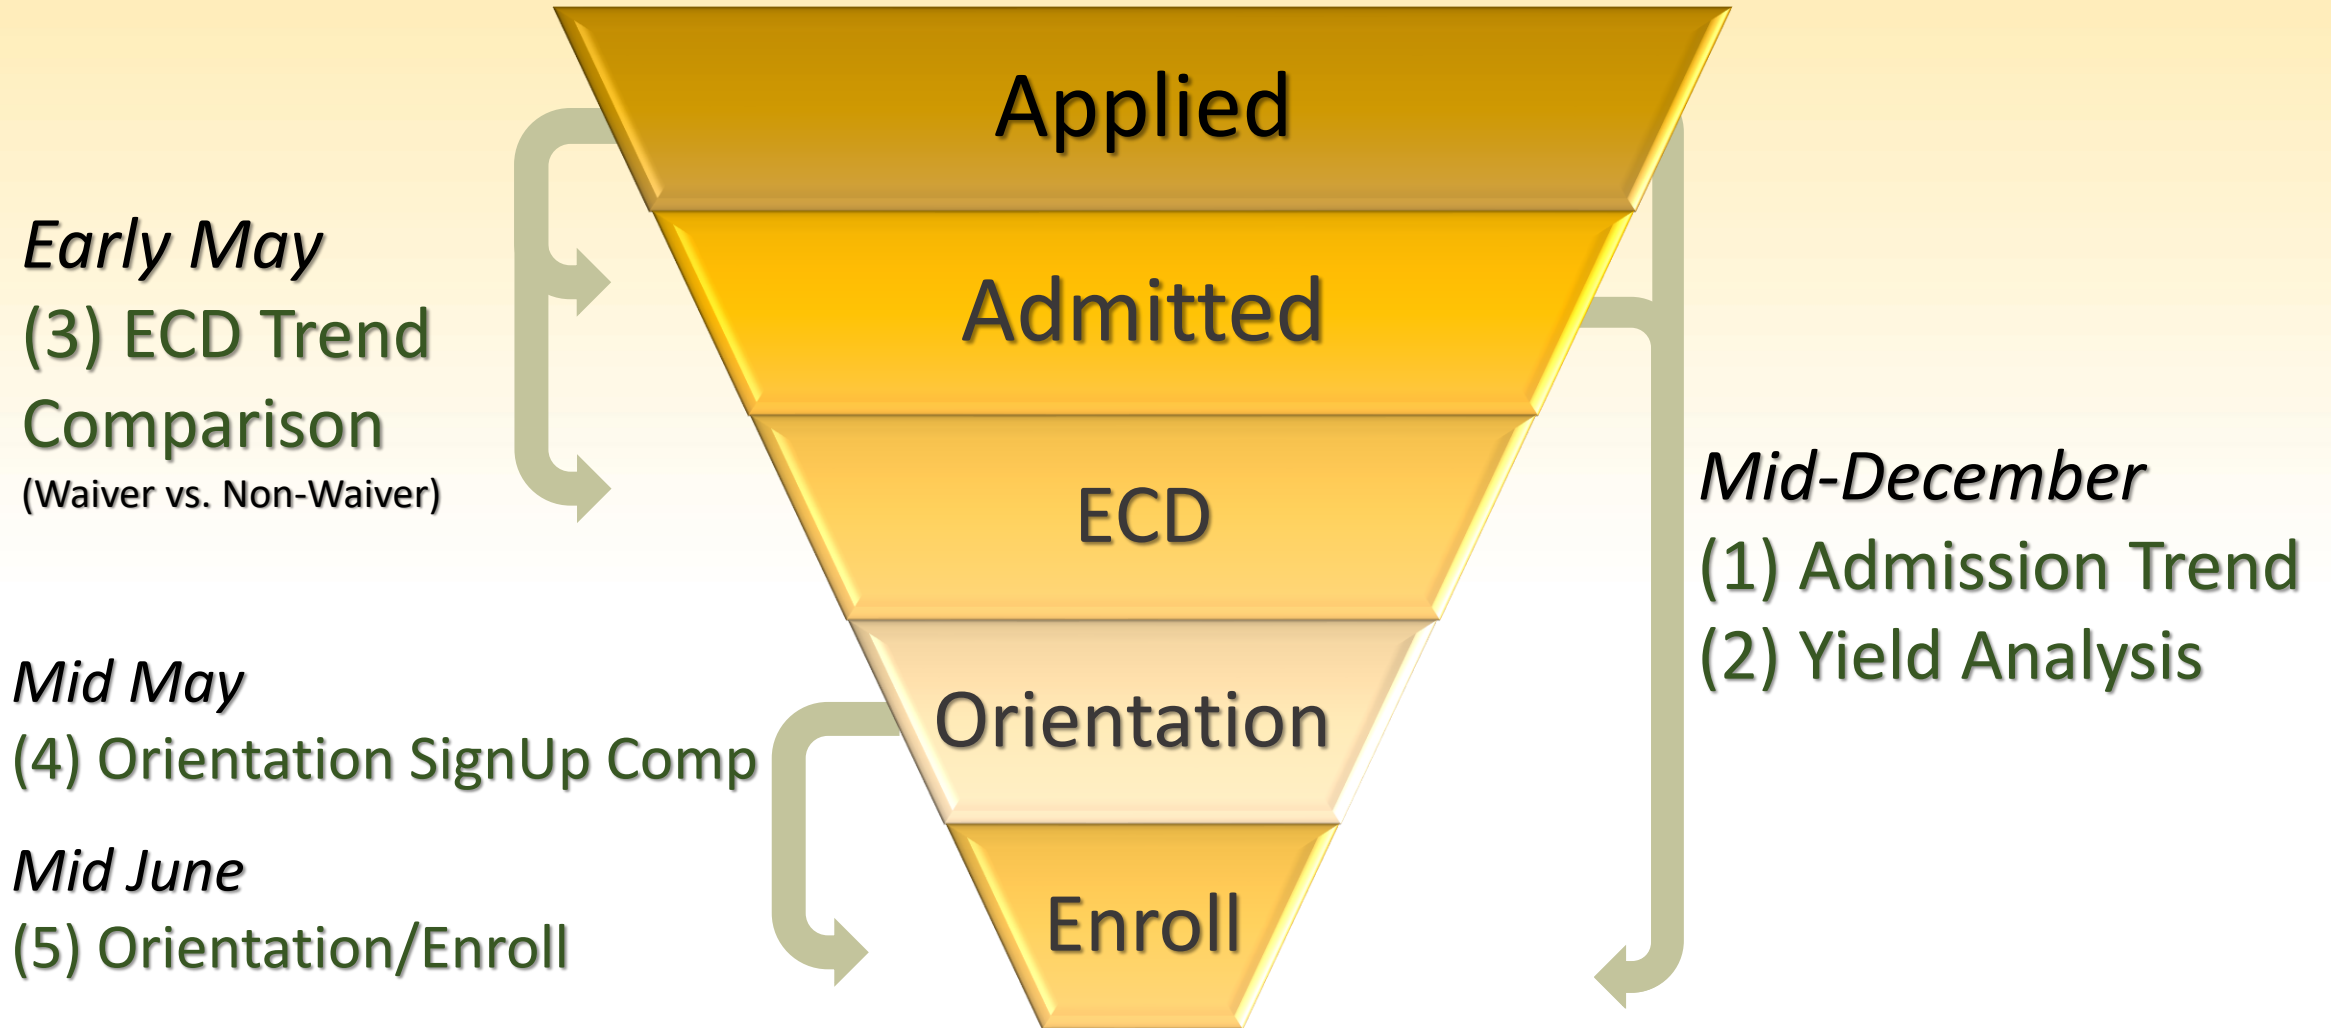 Applied
Admitted
ECD
Orientation
Enroll
Early May
(3) ECD Trend
Comparison
(Waiver vs. Non-Waiver)
Mid May
(4) Orientation SignUp Comp
Mid June
(5) Orientation/Enroll
Mid-December
(1) Admission Trend
(2) Yield Analysis